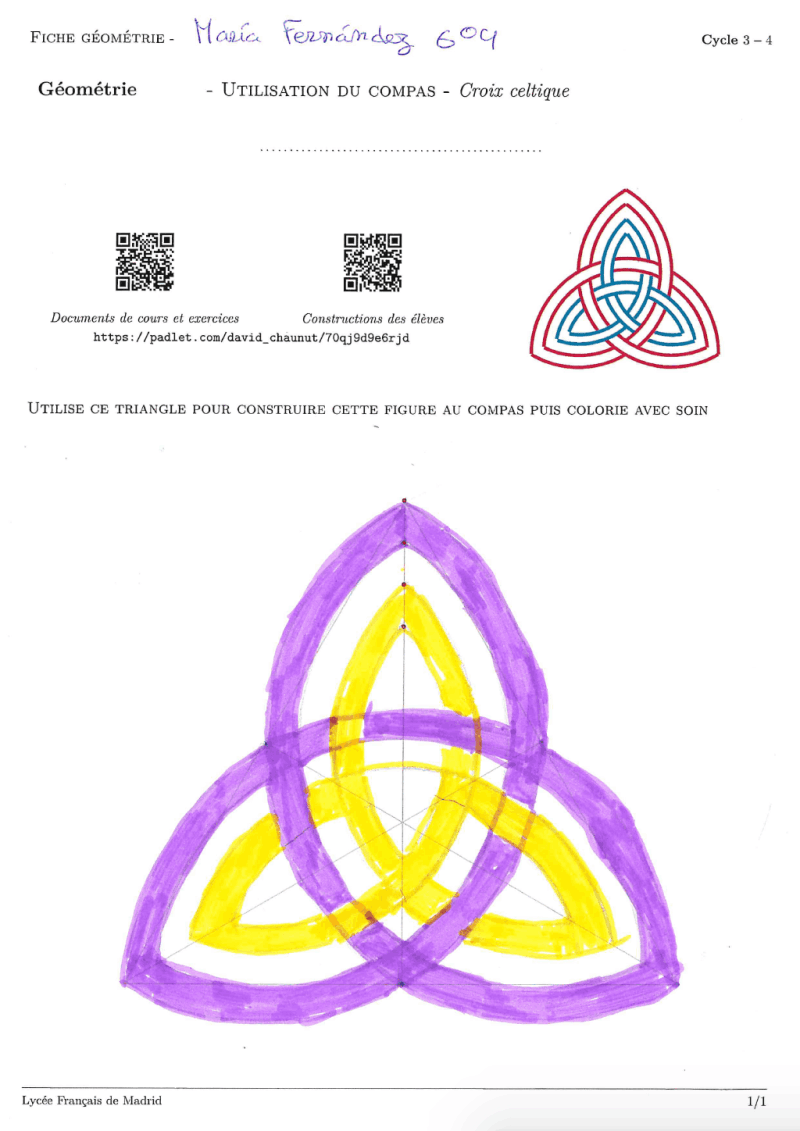 FICHE GÉOMÉTRIE - María Fernández 604 Cycle 3 – 4
Géométrie - UTILISATION DU COMPAS - Croix celtique
Documents de cours et exercices Constructions des élèves
https://padlet.com/david_chaunut/70qj9d9e6rjd
UTILISE CE TRIANGLE POUR CONSTRUIRE CETTE FIGURE AU COMPAS PUIS COLORIE AVEC SOIN
Lycée Français de Madrid 1/1